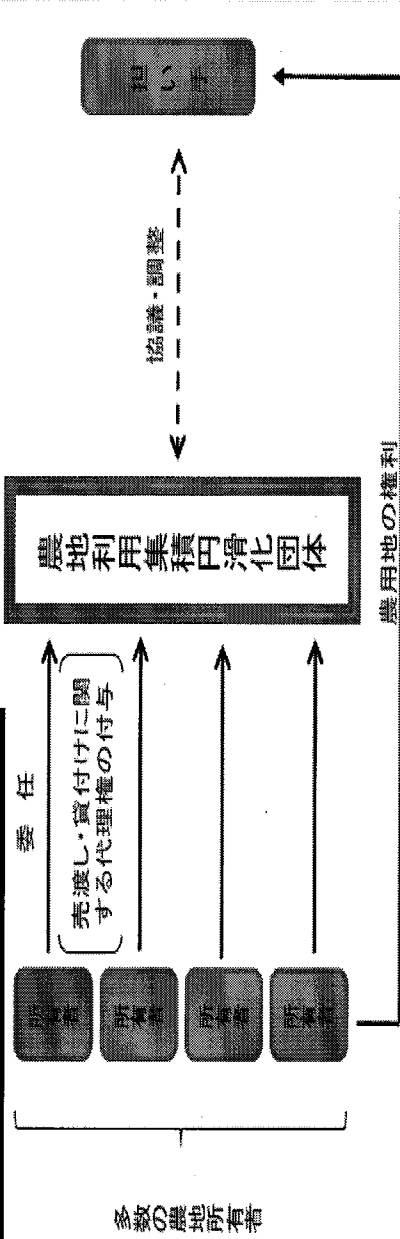 多数の農地所有者
所有者
所有者
所有者
所有者
委 任
売渡し・貸付けに関
する代理権の付与
農地利用集積円滑化団体
協議・調整
担い手
農用地の権利